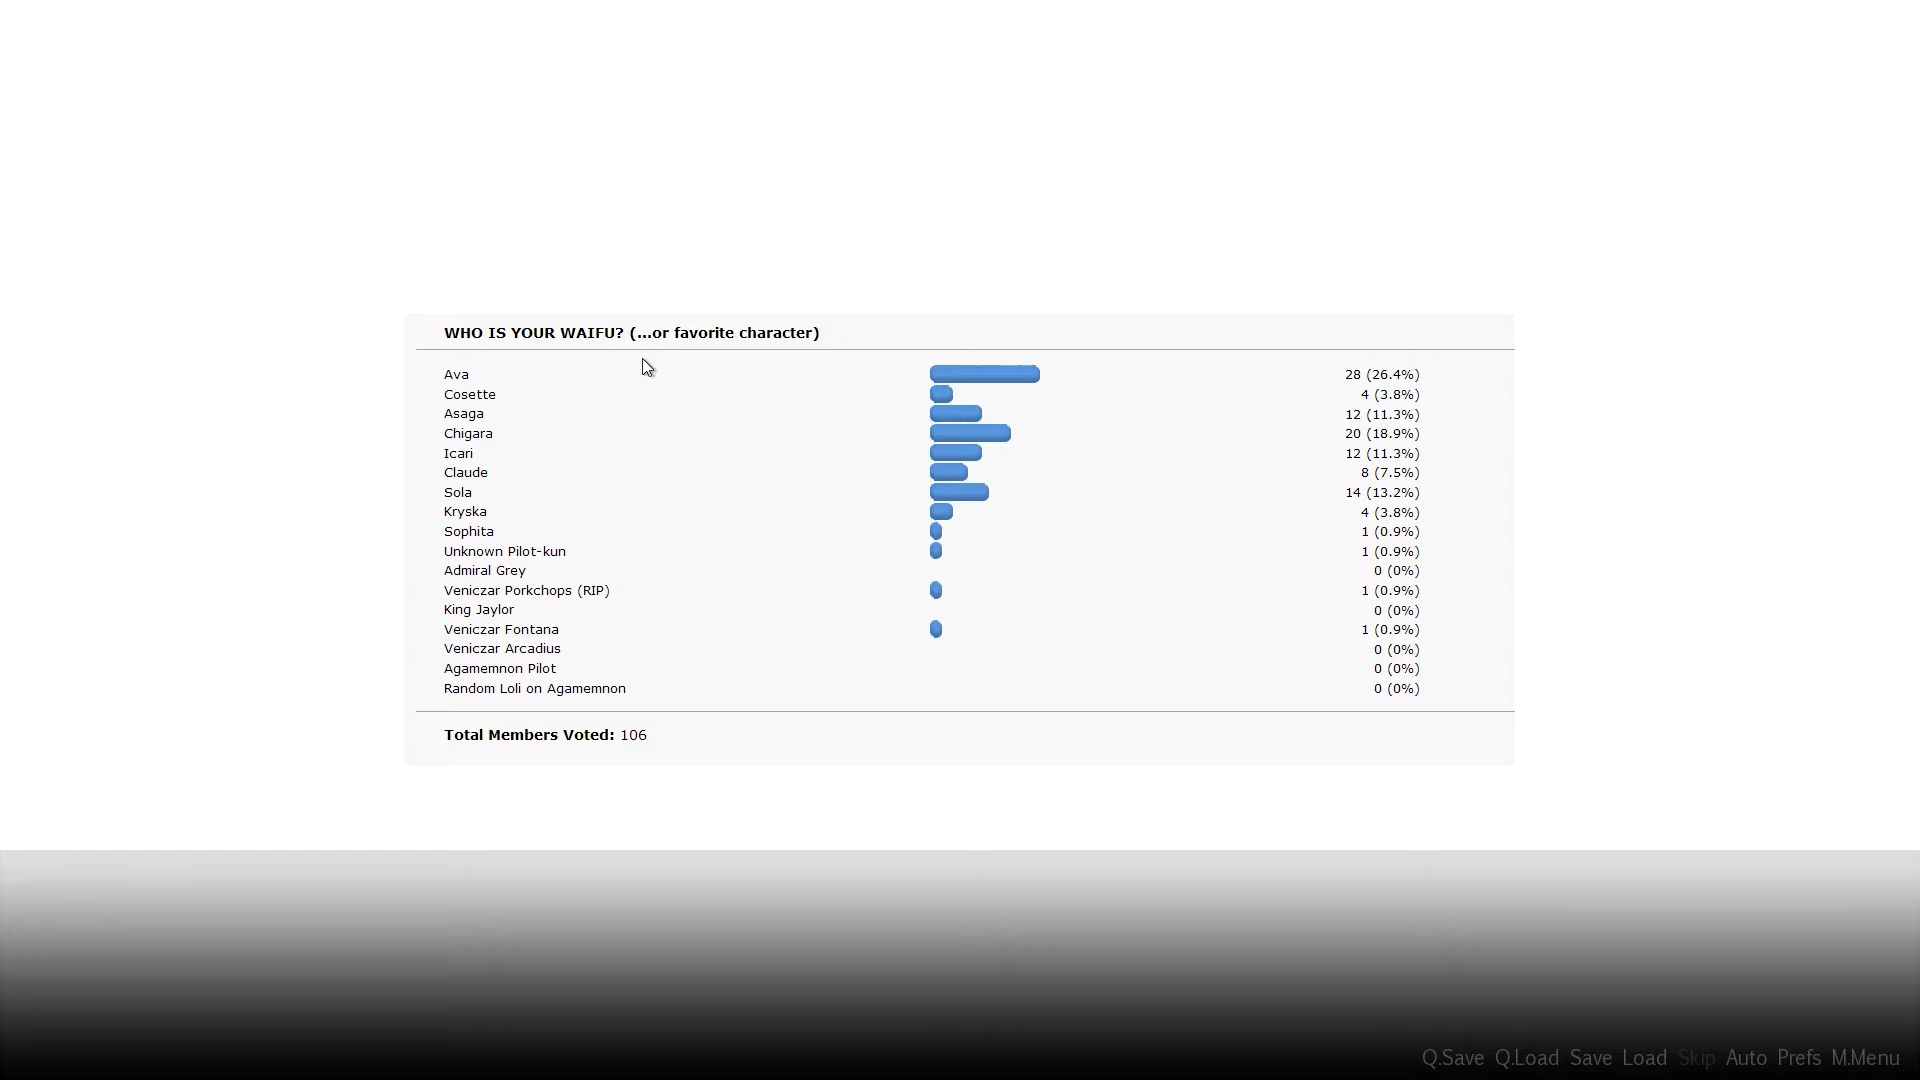 WHO IS YOUR WAIFU? (...or favorite character)
Ava 28 (26.4%)
Cosette 4 (3.8%)
Asaga 12 (11.3%)
Chigara 20 (18.9%)
Icari 12 (11.3%)
Claude 8 (7.5%)
Sola 14 (13.2%)
Kryska 4 (3.8%)
Sophita 1 (0.9%)
Unknown Pilot-kun 1 (0.9%)
Admiral Grey 0 (0%)
Veniczar Porkchops (RIP) 1 (0.9%)
King Jaylor 0 (0%)
Veniczar Fontana 1 (0.9%)
Veniczar Arcadius 0 (0%)
Agamemnon Pilot 0 (0%)
Random Loli on Agamemnon 0 (0%)
Total Members Voted: 106
Q.Save Q.Load Save Load Skip Auto Prefs M.Menu